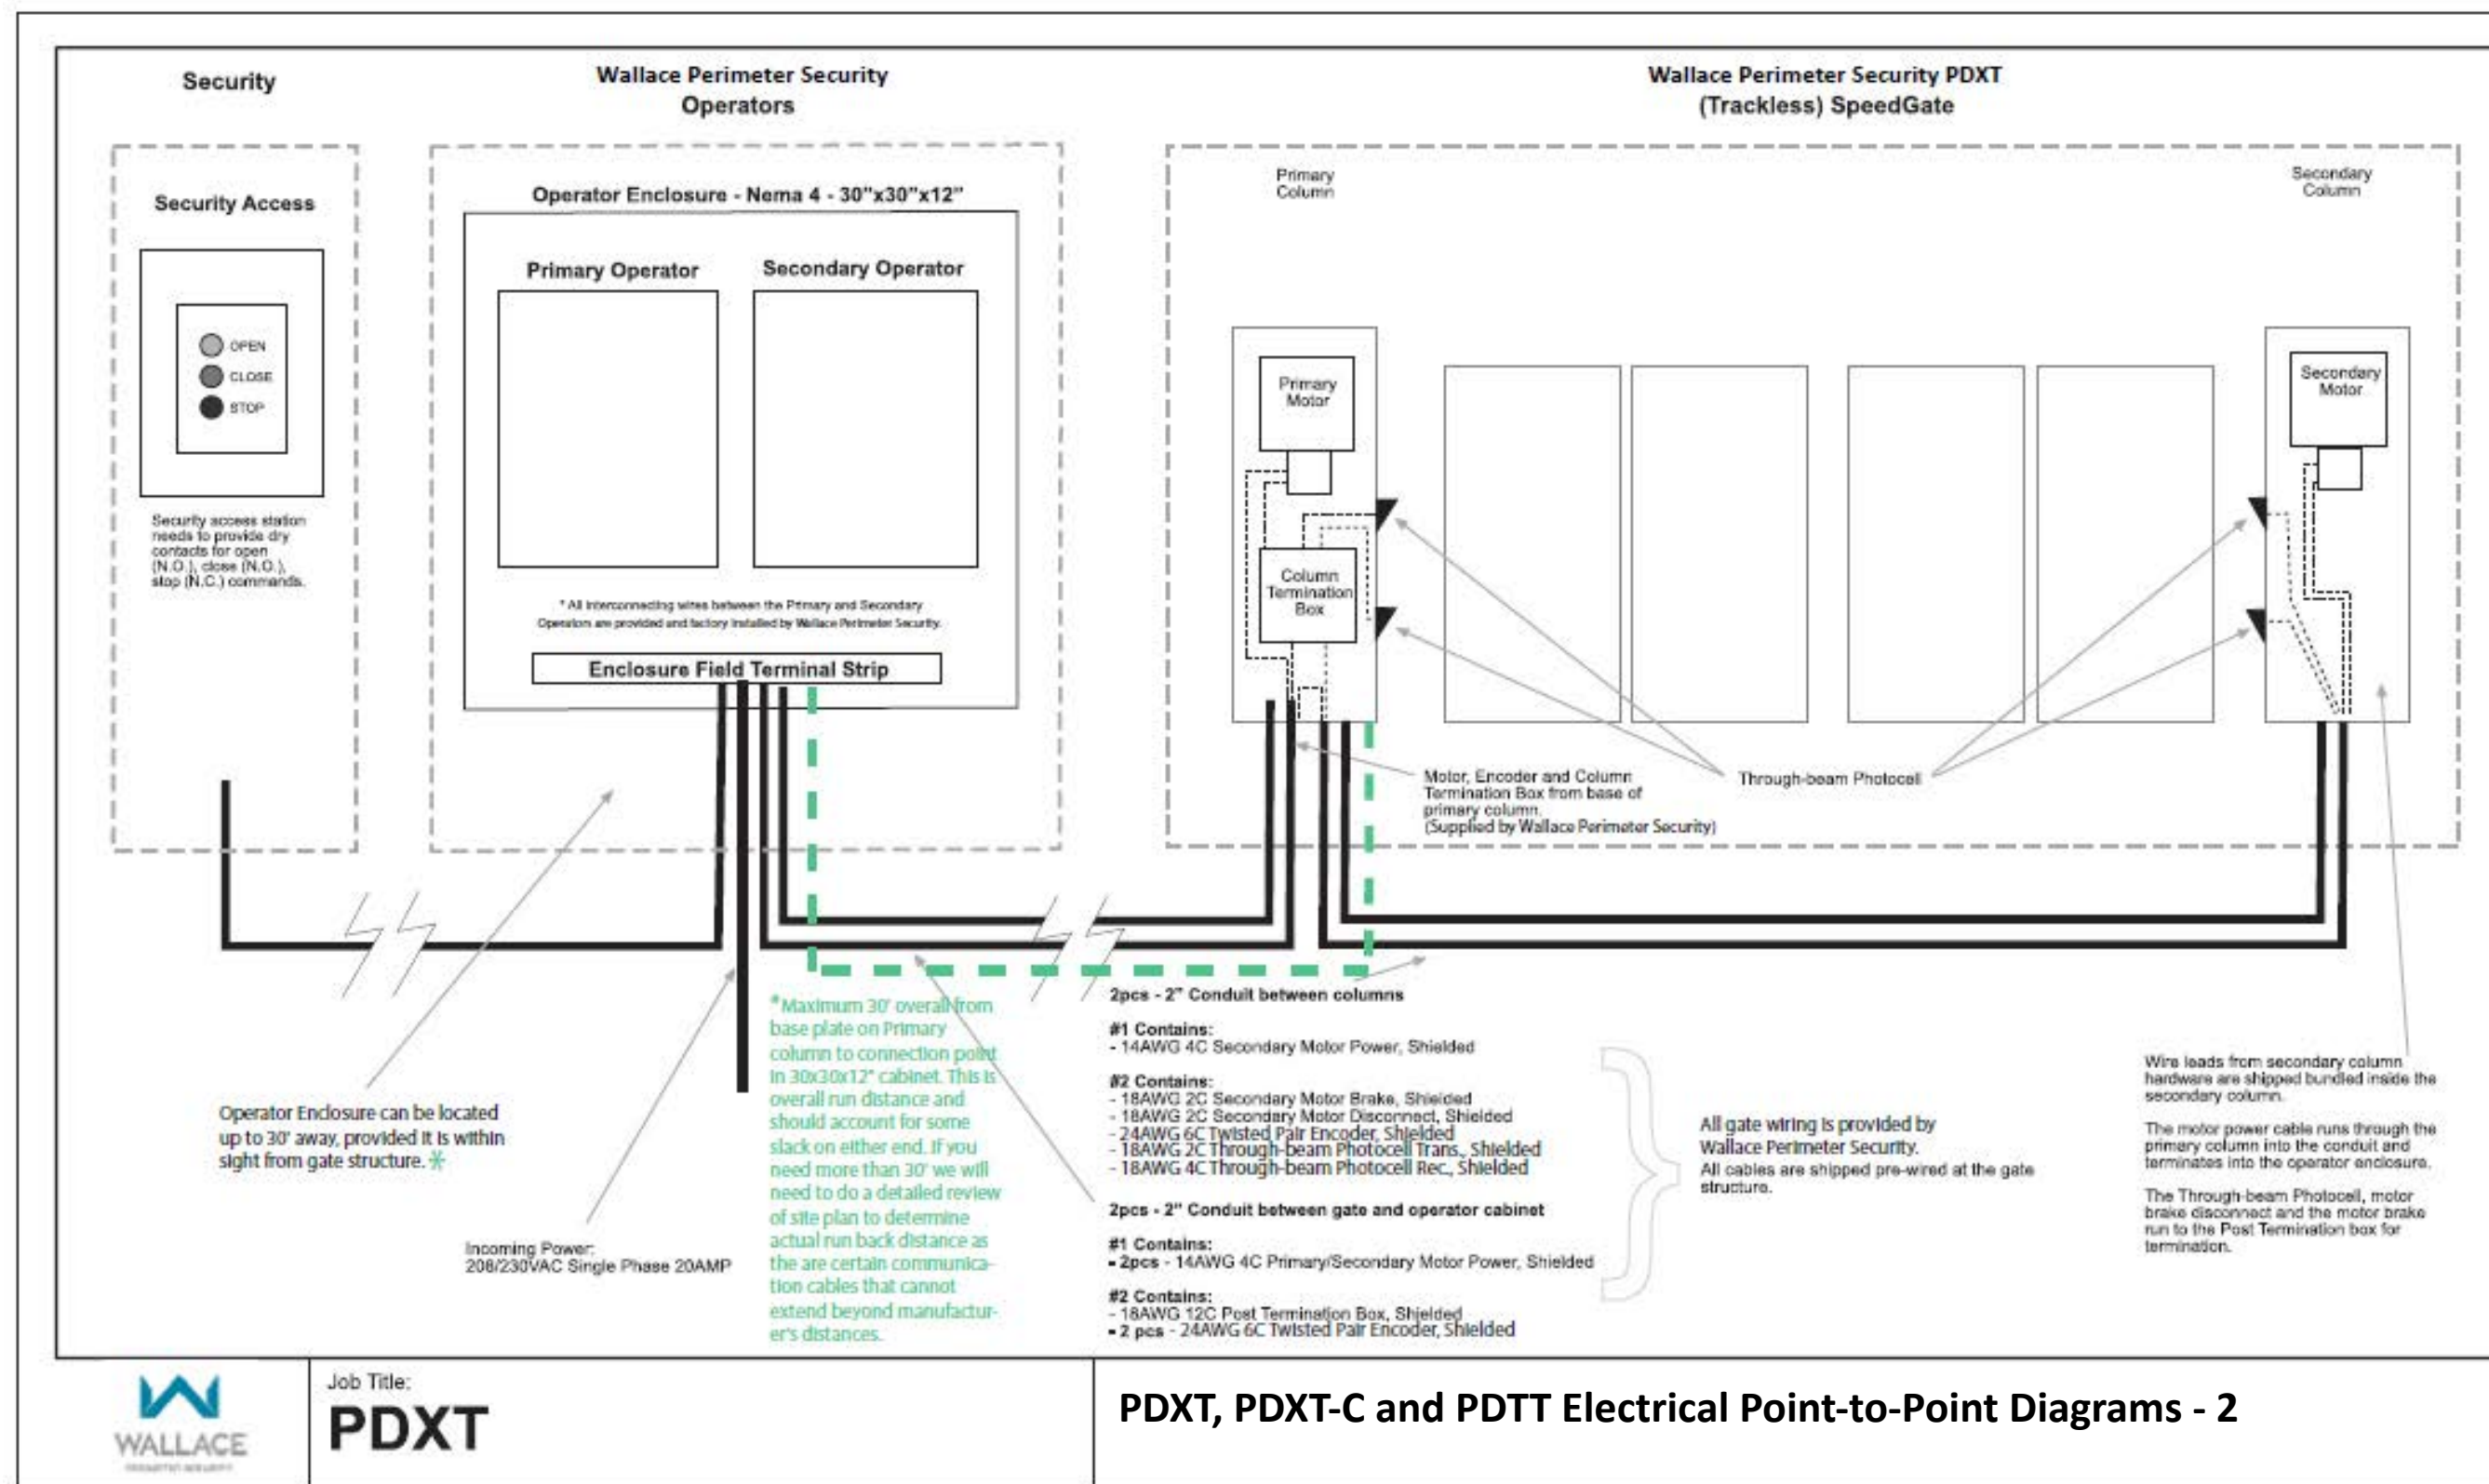 Security
Wallace Perimeter Security
Operators
Wallace Perimeter Security PDXT
(Trackless) SpeedGate
Security Access
OPEN
CLOSE
STOP
Security access station
needs to provide dry
contacts for open
(N.O.), close (N.O.),
stop (N.C.) commands.
Operator Enclosure - Nema 4 - 30"x30"x12"
Primary Operator
Secondary Operator
* All interconnecting wires between the Primary and Secondary
Operators are provided and factory installed by Wallace Perimeter Security.
Enclosure Field Terminal Strip
Primary
Column
Secondary
Column
Primary
Motor
Column
Termination
Box
Secondary
Motor
Motor, Encoder and Column
Termination Box from base of
primary column.
(Supplied by Wallace Perimeter Security)
Through-beam Photocell
Operator Enclosure can be located
up to 30' away, provided it is within
sight from gate structure. *
Incoming Power:
208/230VAC Single Phase 20AMP
*Maximum 30' overall from
base plate on Primary
column to connection point
in 30x30x12" cabinet. This is
overall run distance and
should account for some
slack on either end. If you
need more than 30' we will
need to do a detailed review
of site plan to determine
actual run back distance as
the are certain communica-
tion cables that cannot
extend beyond manufactur-
er's distances.
2pcs - 2" Conduit between columns
#1 Contains:
- 14AWG 4C Secondary Motor Power, Shielded
#2 Contains:
- 18AWG 2C Secondary Motor Brake, Shielded
- 18AWG 2C Secondary Motor Disconnect, Shielded
- 24AWG 6C Twisted Pair Encoder, Shielded
- 18AWG 2C Through-beam Photocell Trans., Shielded
- 18AWG 4C Through-beam Photocell Rec., Shielded
2pcs - 2" Conduit between gate and operator cabinet
#1 Contains:
- 2pcs - 14AWG 4C Primary/Secondary Motor Power, Shielded
#2 Contains:
- 18AWG 12C Post Termination Box, Shielded
- 2 pcs - 24AWG 6C Twisted Pair Encoder, Shielded
All gate wiring is provided by
Wallace Perimeter Security.
All cables are shipped pre-wired at the gate
structure.
Wire leads from secondary column
hardware are shipped bundled inside the
secondary column.
The motor power cable runs through the
primary column into the conduit and
terminates into the operator enclosure.
The Through-beam Photocell, motor
brake disconnect and the motor brake
run to the Post Termination box for
termination.
WALLACE
PERIMETER SECURITY
Job Title:
PDXT
PDXT, PDXT-C and PDTT Electrical Point-to-Point Diagrams - 2